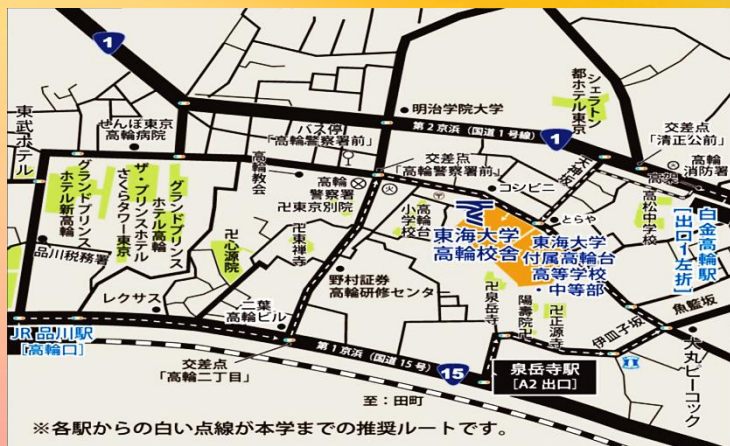 1
東武ホテル
せんぽ東京
高輪病院
バス停
「高輪警察署前」
明治学院大学
第2京浜（国道1号線）
1
シェラトン
都ホテル東京
交差点
「清正公前」
高輪
消防署
高架
天神坂
グランドプリンス
ホテル新高輪
ザ・プリンスホテル
さくらタワー東京
グランドプリンス
ホテル高輪
高輪教会
高輪
警察署
卍東京別院
交差点
「高輪警察署前」
火
〒
コンビニ
とらや
高松中学校
白金高輪駅
［出口1左折］
高輪台
小学校
東海大学
高輪校舎
東海大学
付属高輪台
高等学校
・中等部
品川税務署
卍心源院
卍東禅寺
野村証券
高輪研修センタ
卍泉岳寺
陽壽院卍
卍正源寺
伊皿子坂
魚籃坂
大丸ピーコック
レクサス
二葉
高輪ビル
JR 品川駅
［高輪口］
交差点
「高輪二丁目」
第1京浜（国道15号）
15
泉岳寺駅
［A2 出口］
至：田町
※各駅からの白い点線が本学までの推奨ルートです。